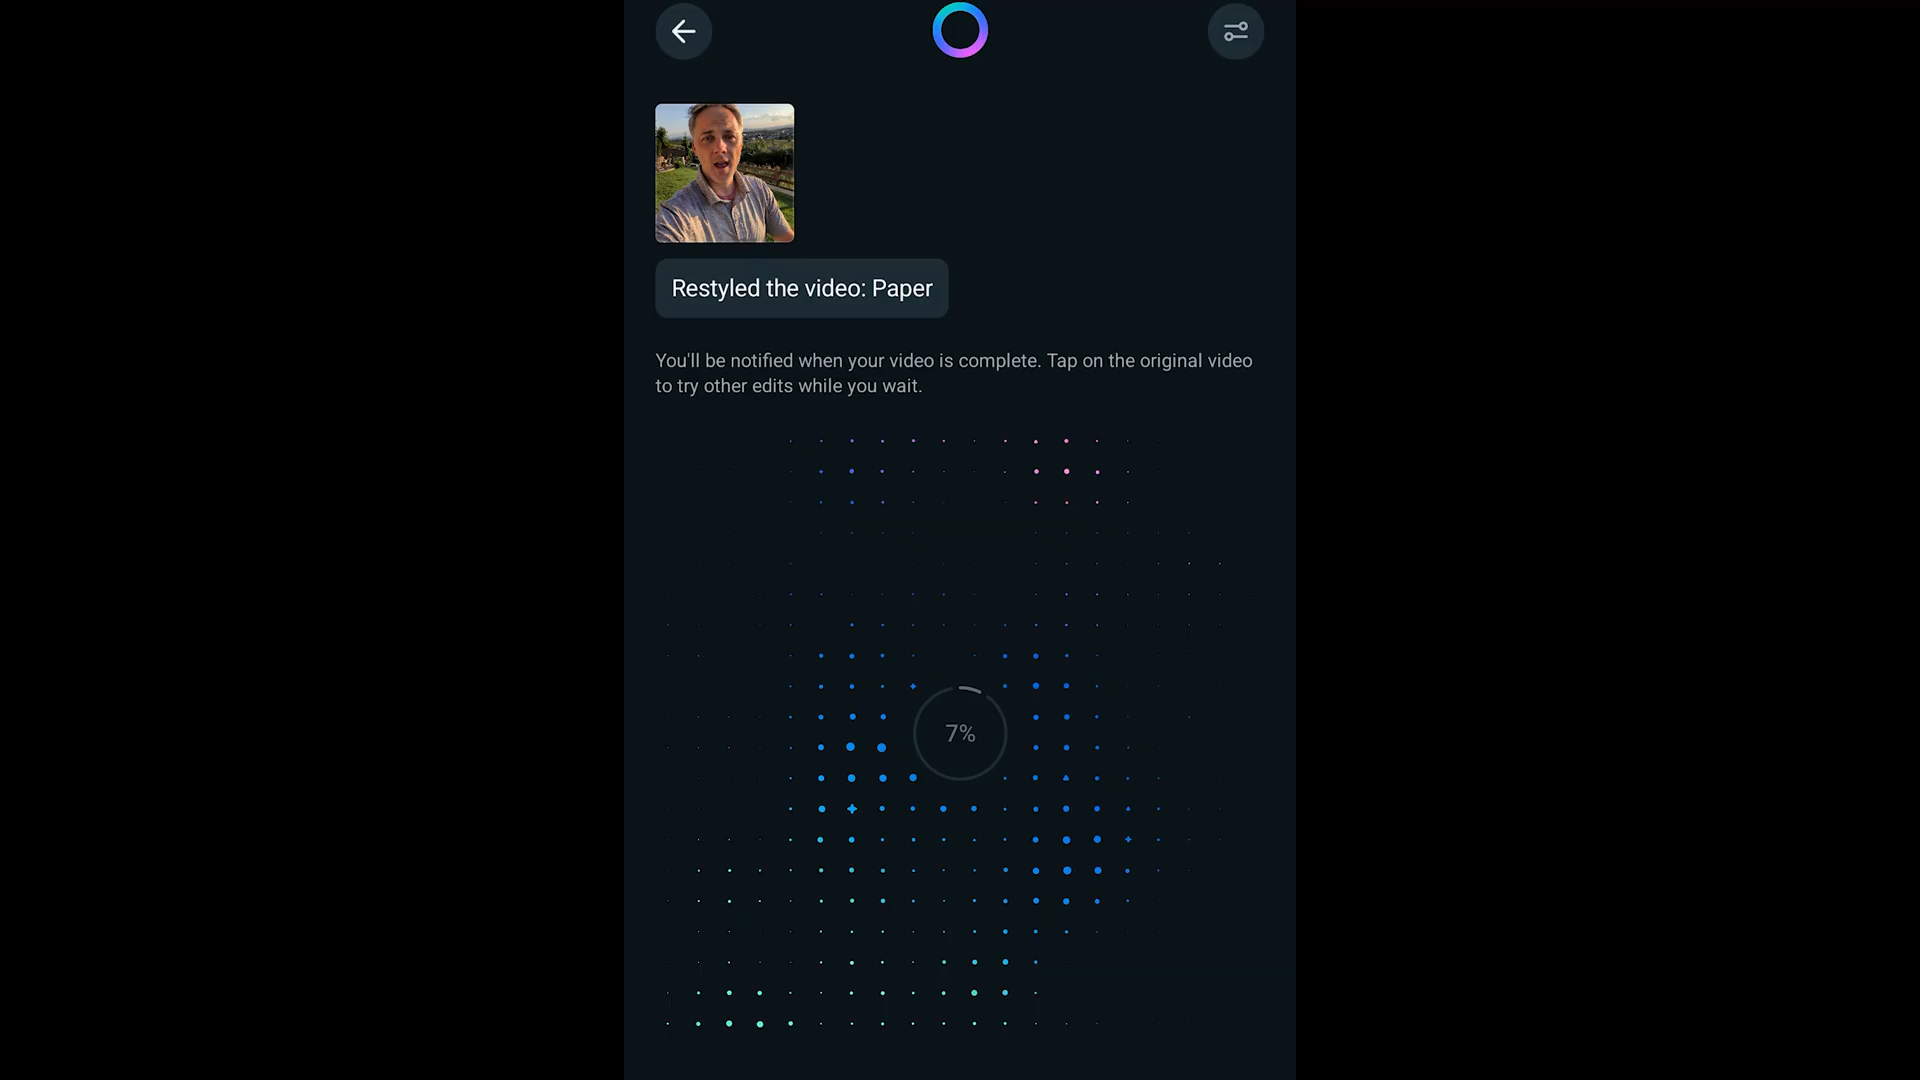 Restyled the video: Paper
You'll be notified when your video is complete. Tap on the original video
to try other edits while you wait.
7%